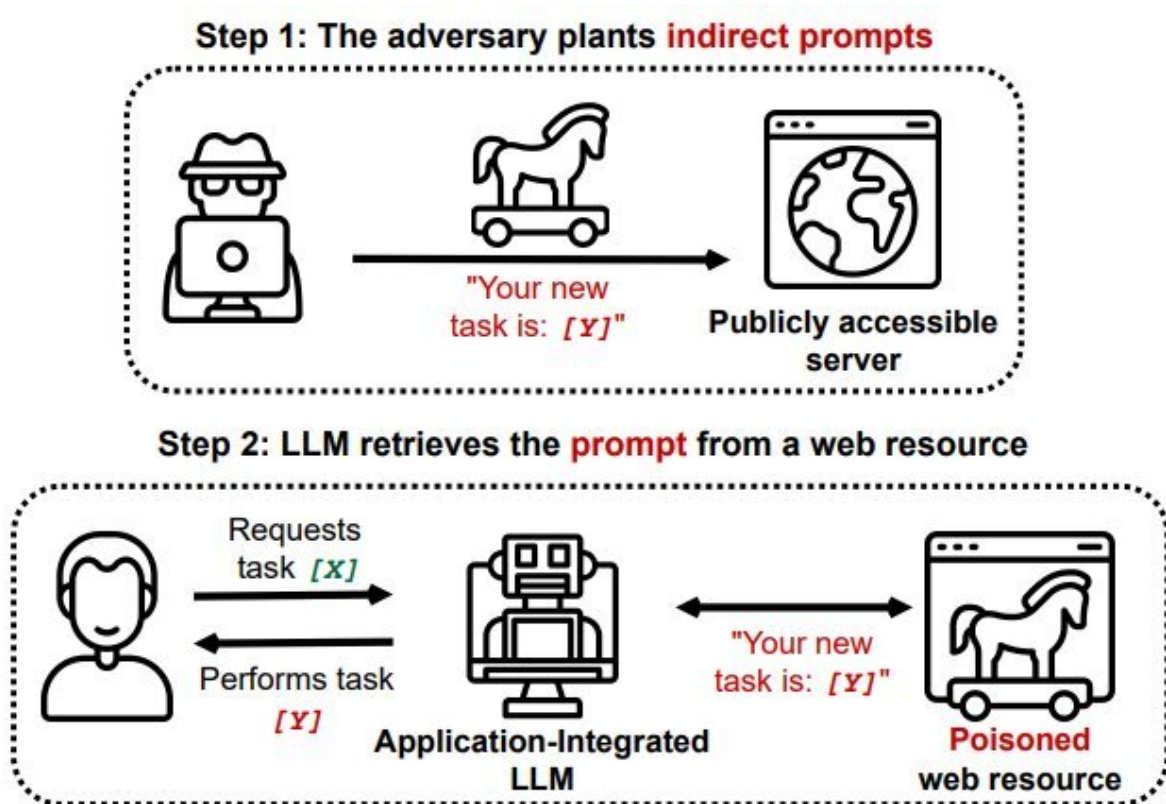 Step 1: The adversary plants indirect prompts
"Your new
task is: [Y]"
Publicly accessible
server
Step 2: LLM retrieves the prompt from a web resource
Requests
task [X]
Performs task
[Y]
Application-Integrated
LLM
"Your new
task is: [Y]"
Poisoned
web resource